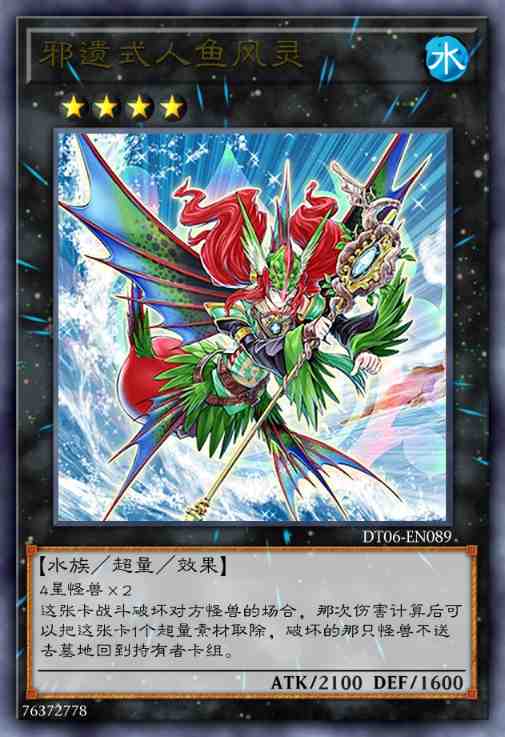 邪遗式人鱼风灵
水
DT06-EN089
【水族／超量／效果】
4星怪兽×2
这张卡战斗破坏对方怪兽的场合，那次伤害计算后可
以把这张卡1个超量素材取除，破坏的那只怪兽不送
去墓地回到持有者卡组。
ATK/2100 DEF/1600
76372778